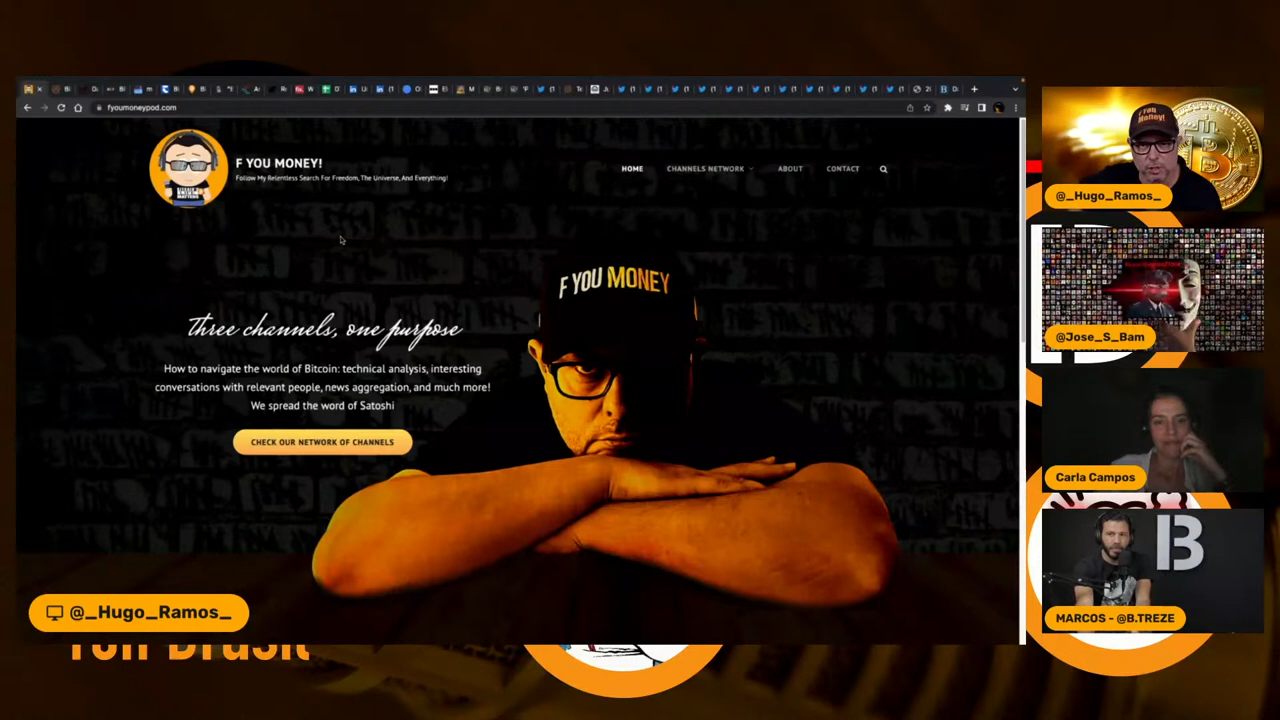 fyoumoneypod.com
F YOU MONEY!
Follow My Relentless Search For Freedom, The Universe, And Everything!
HOME
CHANNELS NETWORK
ABOUT
CONTACT
F YOU MONEY
three channels, one purpose
How to navigate the world of Bitcoin: technical analysis, interesting
conversations with relevant people, news aggregation, and much more!
We spread the word of Satoshi
CHECK OUR NETWORK OF CHANNELS
@_Hugo_Ramos_
F You
Money!
@_Hugo_Ramos_
@Jose_S_Bam
Carla Campos
B
MARCOS - @B.TREZE